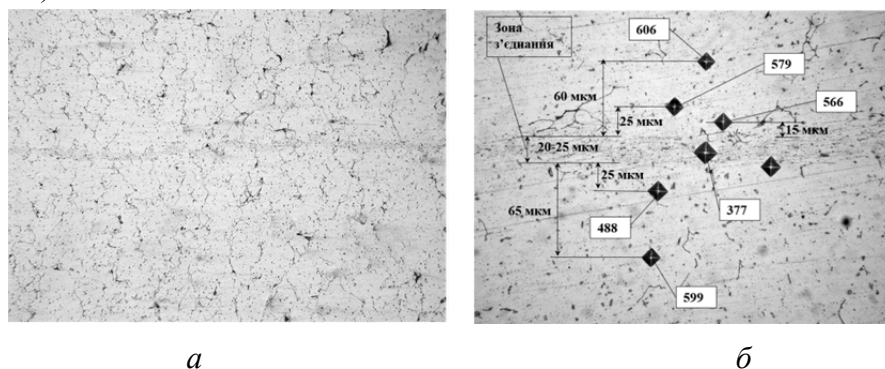 Зона
з’єднання
606
579
566
60 мкм
25 мкм
15 мкм
20-25 мкм
25 мкм
65 мкм
377
488
599
а
б